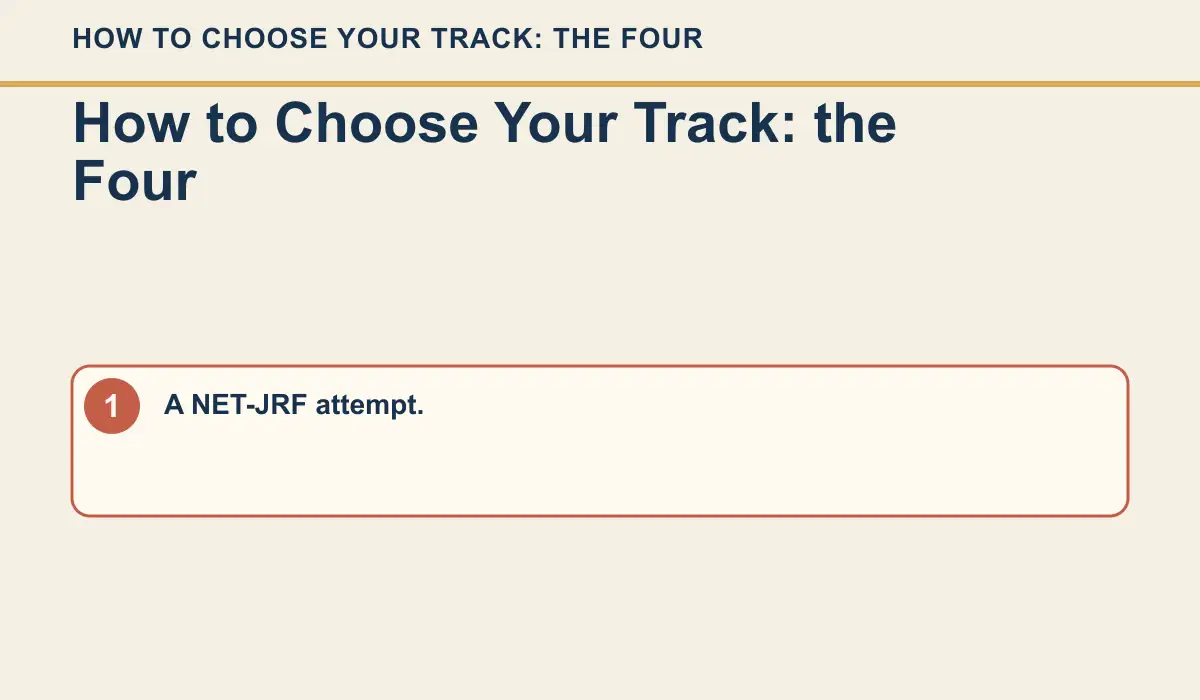 HOW TO CHOOSE YOUR TRACK: THE FOUR
How to Choose Your Track: the
Four
1
A NET-JRF attempt.